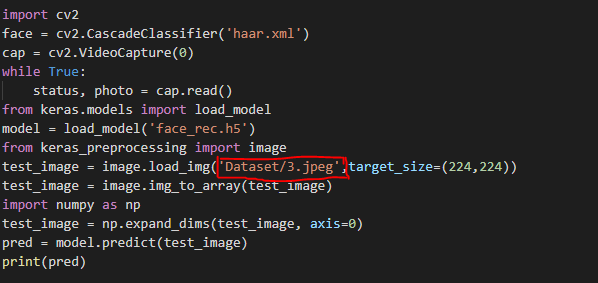 import cv2
face = cv2.CascadeClassifier('haar.xml')
cap = cv2.VideoCapture(0)
while True:
    status, photo = cap.read()
from keras.models import load_model
model = load_model('face_rec.h5')
from keras_preprocessing import image
test_image = image.load_img('Dataset/3.jpeg',target_size=(224,224))
test_image = image.img_to_array(test_image)
import numpy as np
test_image = np.expand_dims(test_image, axis=0)
pred = model.predict(test_image)
print(pred)